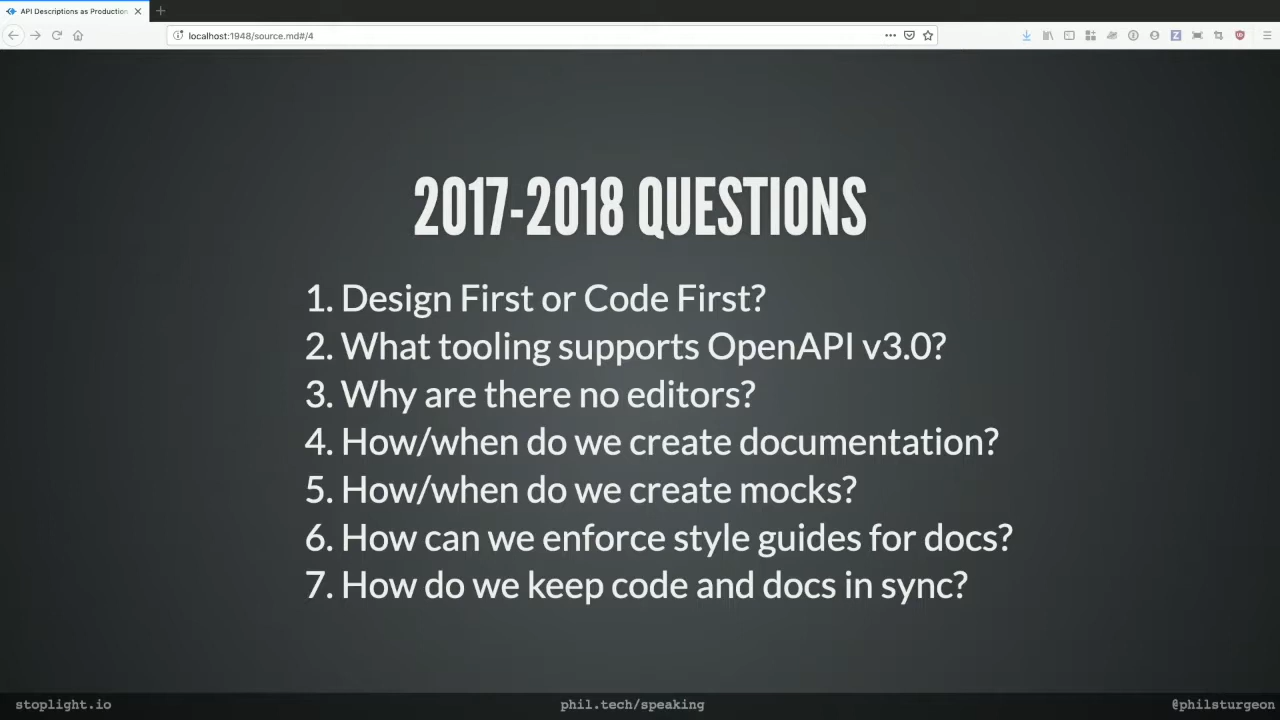 API Descriptions as Production
localhost:1948/source.md#/4
2017-2018 QUESTIONS
1. Design First or Code First?
2. What tooling supports OpenAPI v3.0?
3. Why are there no editors?
4. How/when do we create documentation?
5. How/when do we create mocks?
6. How can we enforce style guides for docs?
7. How do we keep code and docs in sync?
stoplight.io
phil.tech/speaking
@philsturgeon